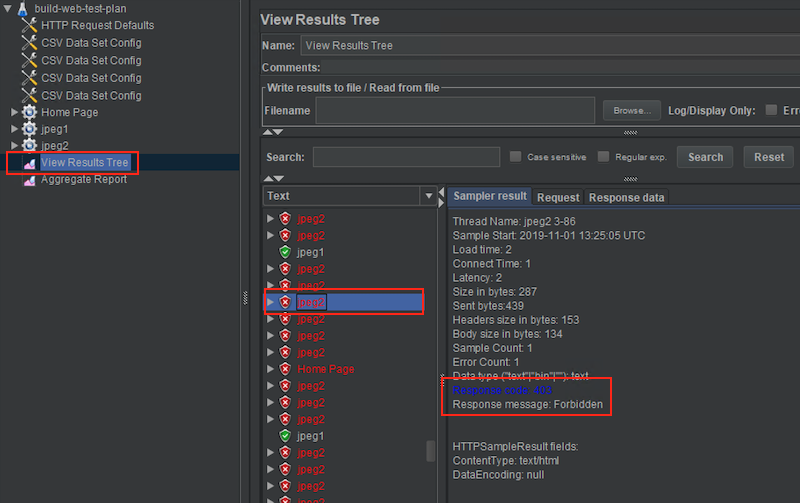 build-web-test-plan
HTTP Request Defaults
CSV Data Set Config
CSV Data Set Config
CSV Data Set Config
CSV Data Set Config
Home Page
jpeg1
jpeg2
View Results Tree
Aggregate Report
View Results Tree
Name: View Results Tree
Comments:
Write results to file / Read from file
Filename Browse... Log/Display Only: Erro
Search: Case sensitive Regular exp. Search Reset
Text
jpeg2
jpeg2
jpeg1
jpeg2
jpeg2
jpeg2
jpeg2
jpeg2
jpeg2
Home Page
jpeg2
jpeg2
jpeg2
jpeg1
jpeg2
jpeg2
jpeg2
Sampler result Request Response data
Thread Name: jpeg2 3-86
Sample Start: 2019-11-01 13:25:05 UTC
Load time: 2
Connect Time: 1
Latency: 2
Size in bytes: 287
Sent bytes:439
Headers size in bytes: 153
Body size in bytes: 134
Sample Count: 1
Error Count: 1
Data type ("text"|"bin"|""): text
Response code: 403
Response message: Forbidden
HTTPSampleResult fields:
ContentType: text/html
DataEncoding: null